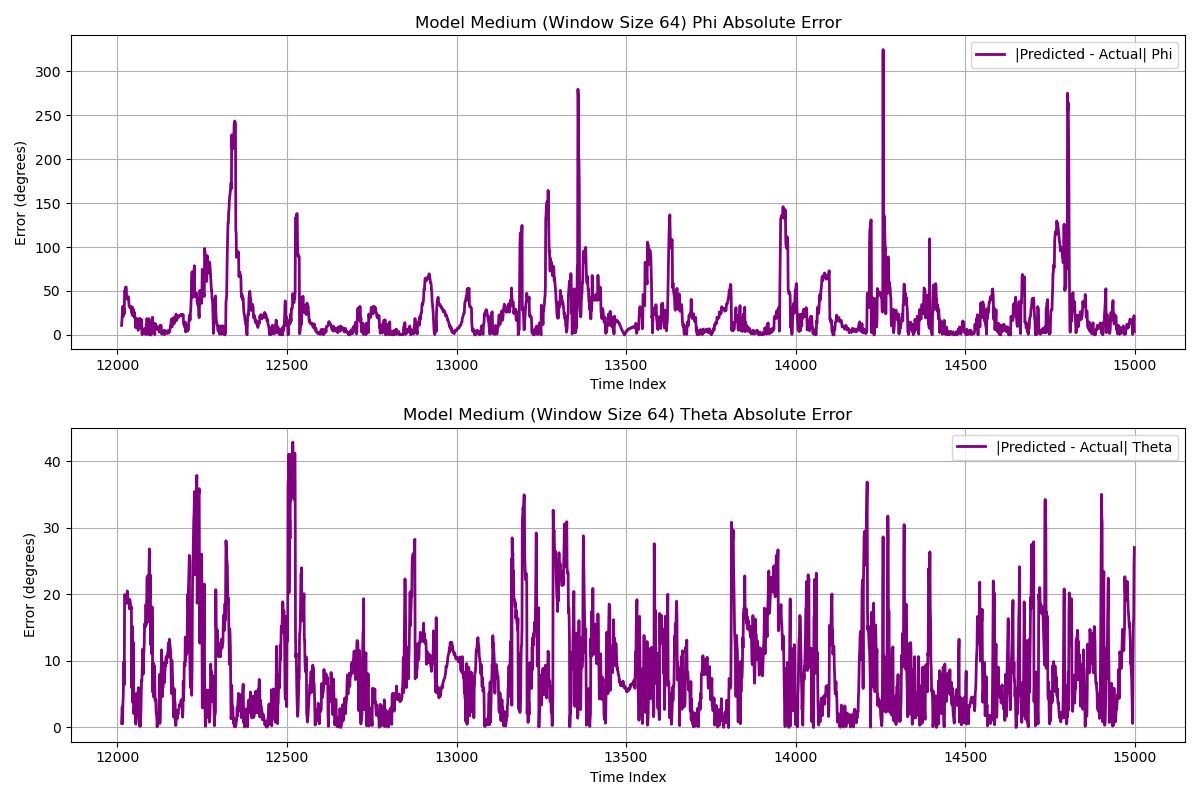 Model Medium (Window Size 64) Phi Absolute Error
|Predicted - Actual| Phi
Error (degrees)
300
250
200
150
100
50
0
12000 12500 13000 13500 14000 14500 15000
Time Index
Model Medium (Window Size 64) Theta Absolute Error
|Predicted - Actual| Theta
Error (degrees)
40
30
20
10
0
12000 12500 13000 13500 14000 14500 15000
Time Index